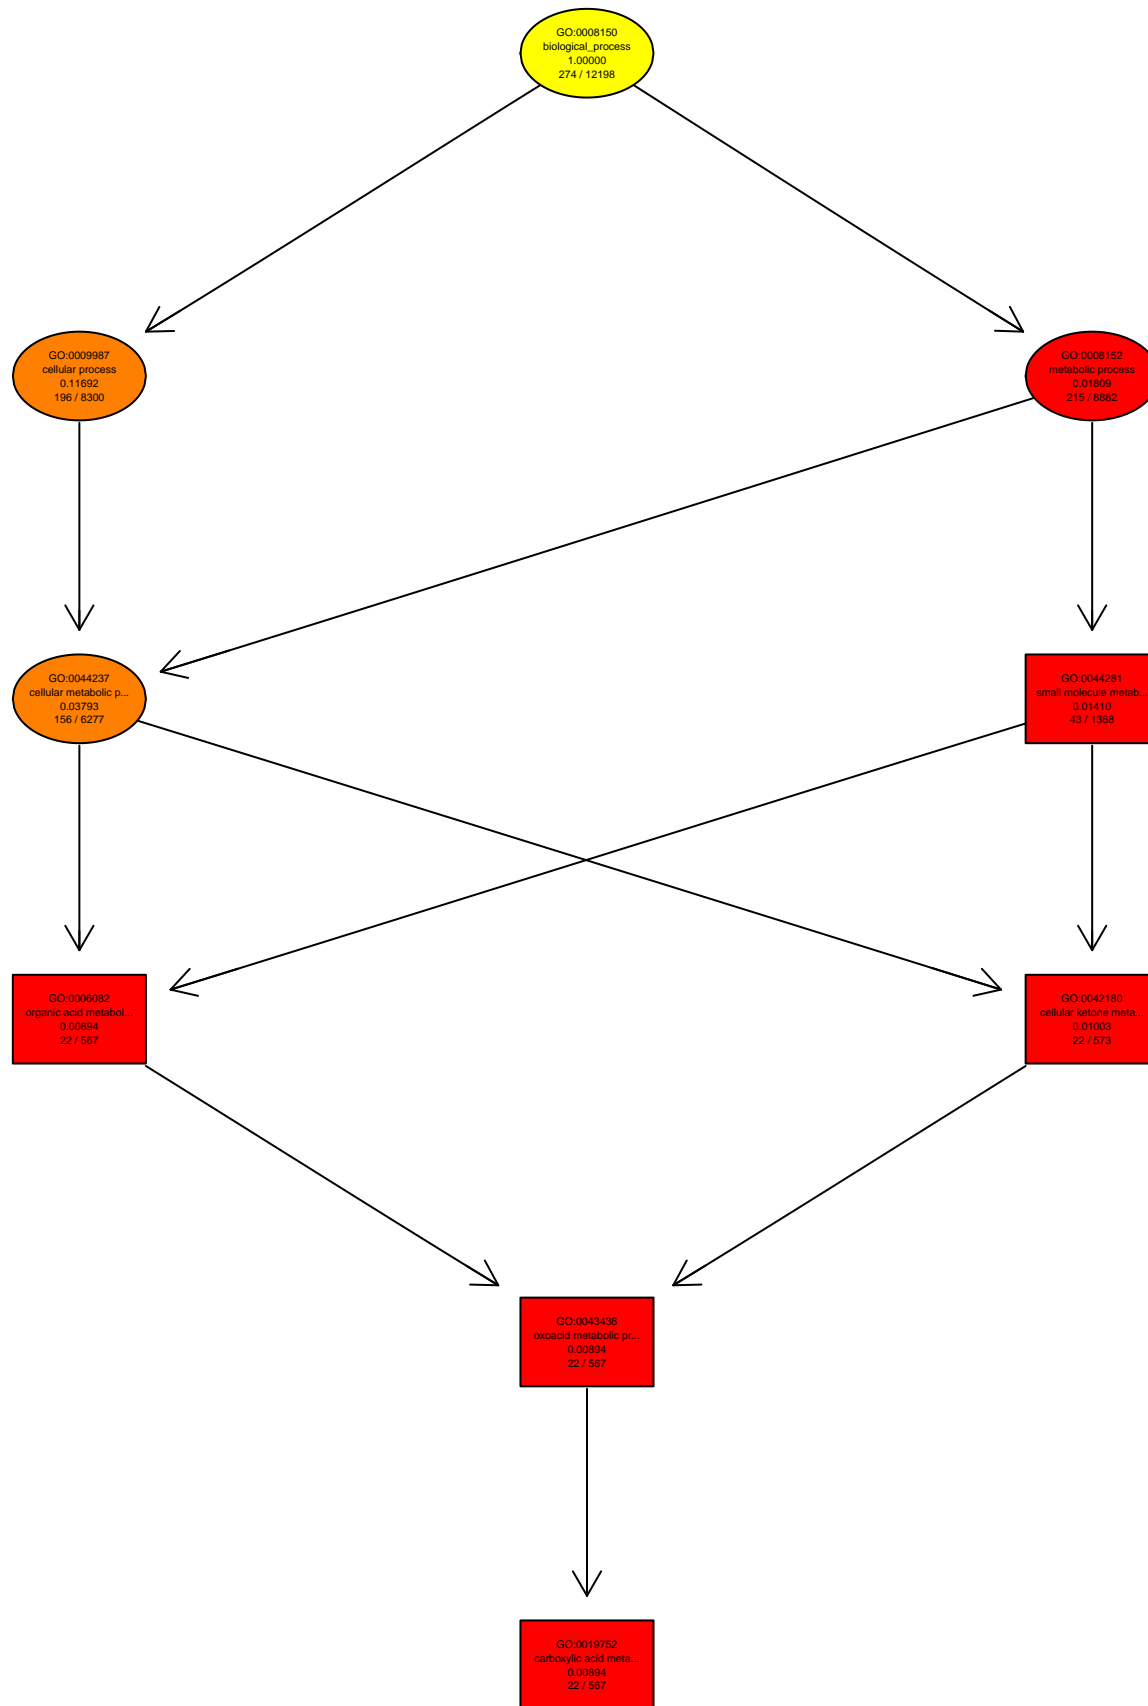 GO:0008150
biological_process
1.00000
274 / 12198
GO:0009987
cellular process
0.11692
196 / 8300
GO:0008152
metabolic process
0.01809
215 / 8882
GO:0044237
cellular metabolic p...
0.03793
156 / 6277
GO:0044281
small molecule metab...
0.01410
43 / 1368
GO:0006082
organic acid metabol...
0.00894
22 / 567
GO:0042180
cellular ketone meta...
0.01003
22 / 573
GO:0043436
oxoacid metabolic pr...
0.00894
22 / 567
GO:0019752
carboxylic acid meta...
0.00894
22 / 567